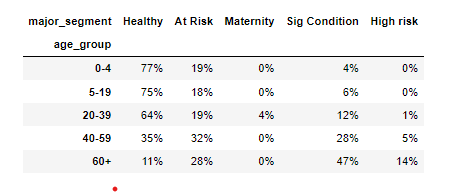 major_segment Healthy At Risk Maternity Sig Condition High risk
age_group
0-4 77% 19% 0% 4% 0%
5-19 75% 18% 0% 6% 0%
20-39 64% 19% 4% 12% 1%
40-59 35% 32% 0% 28% 5%
60+ 11% 28% 0% 47% 14%